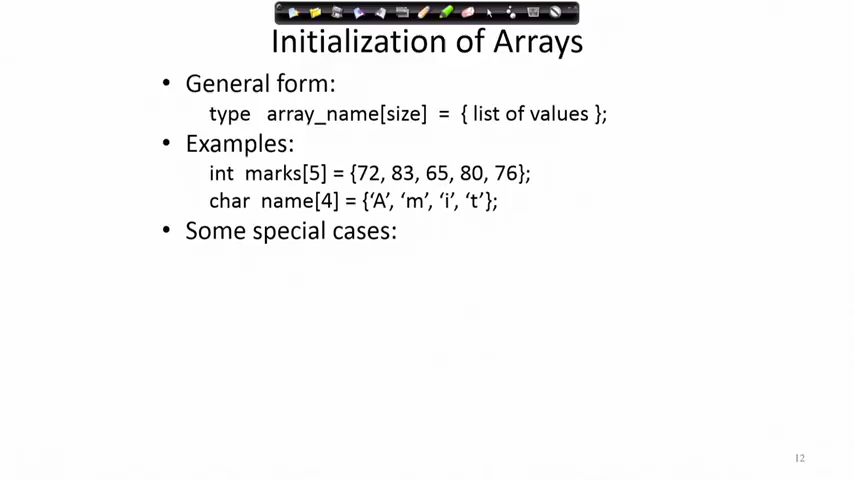 Initialization of Arrays
• General form:
type array_name[size] = { list of values };
• Examples:
int marks[5] = {72, 83, 65, 80, 76};
char name[4] = {‘A’, ‘m’, ‘i’, ‘t’};
• Some special cases:
12